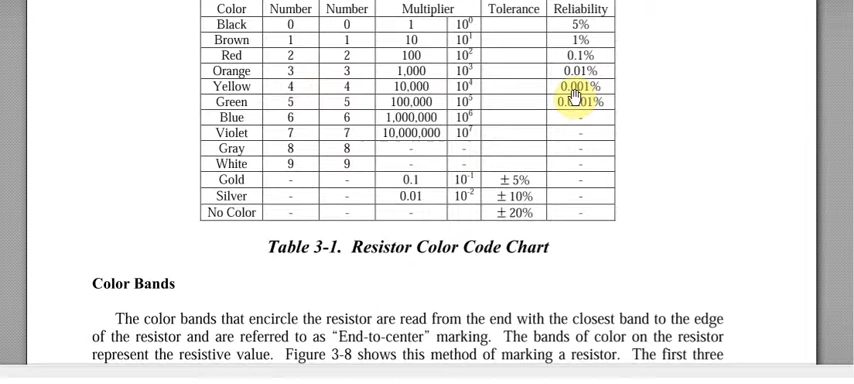 Color Number Number Multiplier Tolerance Reliability
Black 0 0 1 10⁰ 5%
Brown 1 1 10 10¹ 1%
Red 2 2 100 10² 0.1%
Orange 3 3 1,000 10³ 0.01%
Yellow 4 4 10,000 10⁴ 0.001%
Green 5 5 100,000 10⁵
Blue 6 6 1,000,000 10⁶ -
Violet 7 7 10,000,000 10⁷ -
Gray 8 8 - - -
White 9 9 - - -
Gold - - 0.1 10⁻¹ ± 5% -
Silver - - 0.01 10⁻² ± 10% -
No Color - - - ± 20% -
Table 3-1. Resistor Color Code Chart
Color Bands
The color bands that encircle the resistor are read from the end with the closest band to the edge
of the resistor and are referred to as “End-to-center” marking. The bands of color on the resistor
represent the resistive value. Figure 3-8 shows this method of marking a resistor. The first three